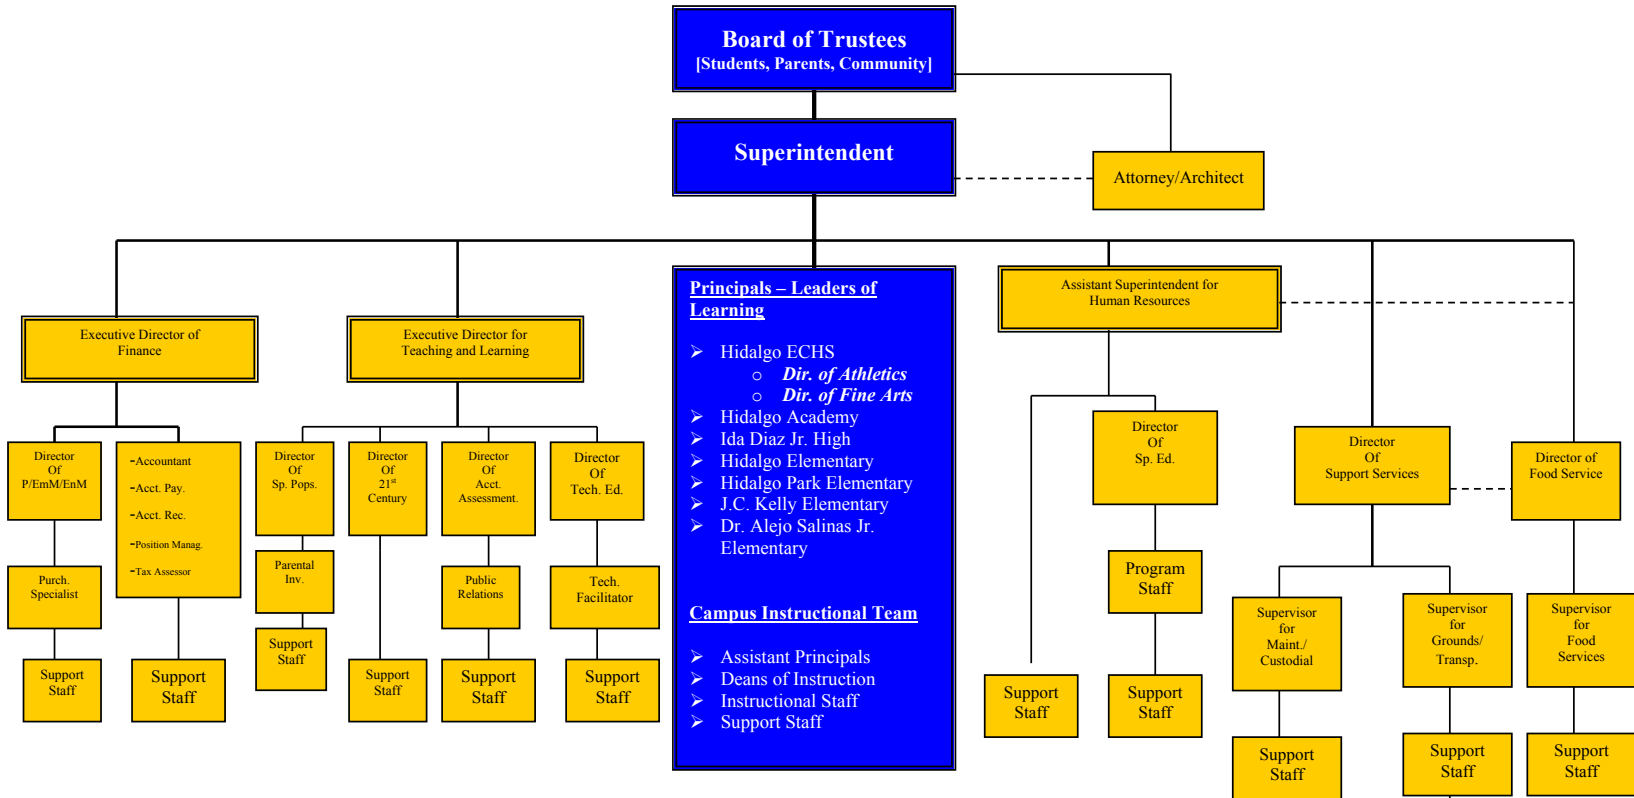 Board of Trustees
[Students, Parents, Community]
Superintendent
Attorney/Architect
Executive Director of
Finance
Executive Director for
Teaching and Learning
Principals – Leaders of
Learning
➢ Hidalgo ECHS
o Dir. of Athletics
o Dir. of Fine Arts
➢ Hidalgo Academy
➢ Ida Diaz Jr. High
➢ Hidalgo Elementary
➢ Hidalgo Park Elementary
➢ J.C. Kelly Elementary
➢ Dr. Alejo Salinas Jr.
Elementary
Campus Instructional Team
➢ Assistant Principals
➢ Deans of Instruction
➢ Instructional Staff
➢ Support Staff
Assistant Superintendent for
Human Resources
Director
Of
P/EmM/EnM
-Accountant
-Acct. Pay.
-Acct. Rec.
-Position Manag.
-Tax Assessor
Director
Of
Sp. Pops.
Director
Of
21st
Century
Director
Of
Acct.
Assessment.
Director
Of
Tech. Ed.
Director
Of
Sp. Ed.
Director
Of
Support Services
Director of
Food Service
Purch.
Specialist
Parental
Inv.
Public
Relations
Tech.
Facilitator
Program
Staff
Supervisor
for
Maint./
Custodial
Supervisor
for
Grounds/
Transp.
Supervisor
for
Food
Services
Support
Staff
Support
Staff
Support
Staff
Support
Staff
Support
Staff
Support
Staff
Support
Staff
Support
Staff
Support
Staff
Support
Staff
Support
Staff